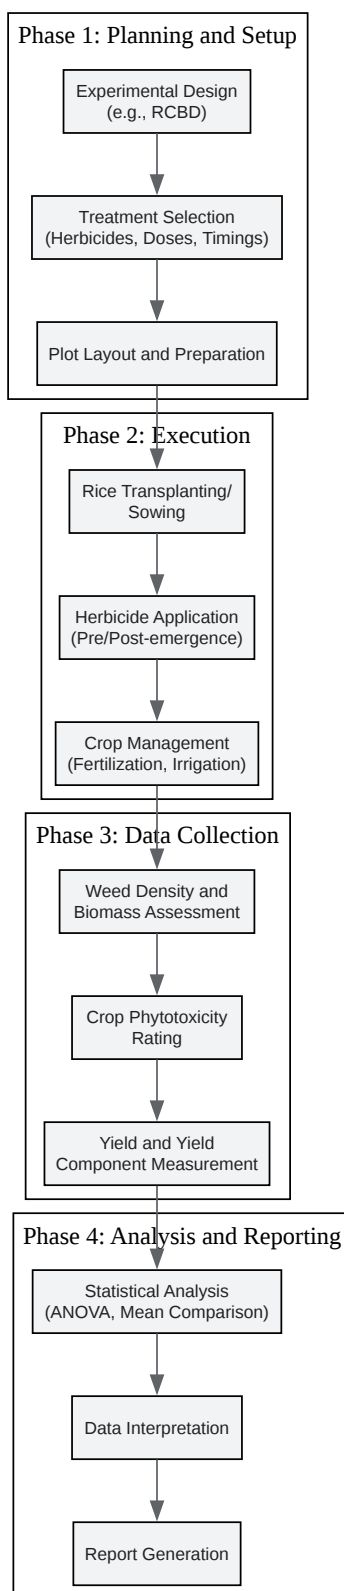 Phase 1: Planning and Setup
Experimental Design
(e.g., RCBD)
Treatment Selection
(Herbicides, Doses, Timings)
Plot Layout and Preparation
Phase 2: Execution
Rice Transplanting/
Sowing
Herbicide Application
(Pre/Post-emergence)
Crop Management
(Fertilization, Irrigation)
Phase 3: Data Collection
Weed Density and
Biomass Assessment
Crop Phytotoxicity
Rating
Yield and Yield
Component Measurement
Phase 4: Analysis and Reporting
Statistical Analysis
(ANOVA, Mean Comparison)
Data Interpretation
Report Generation